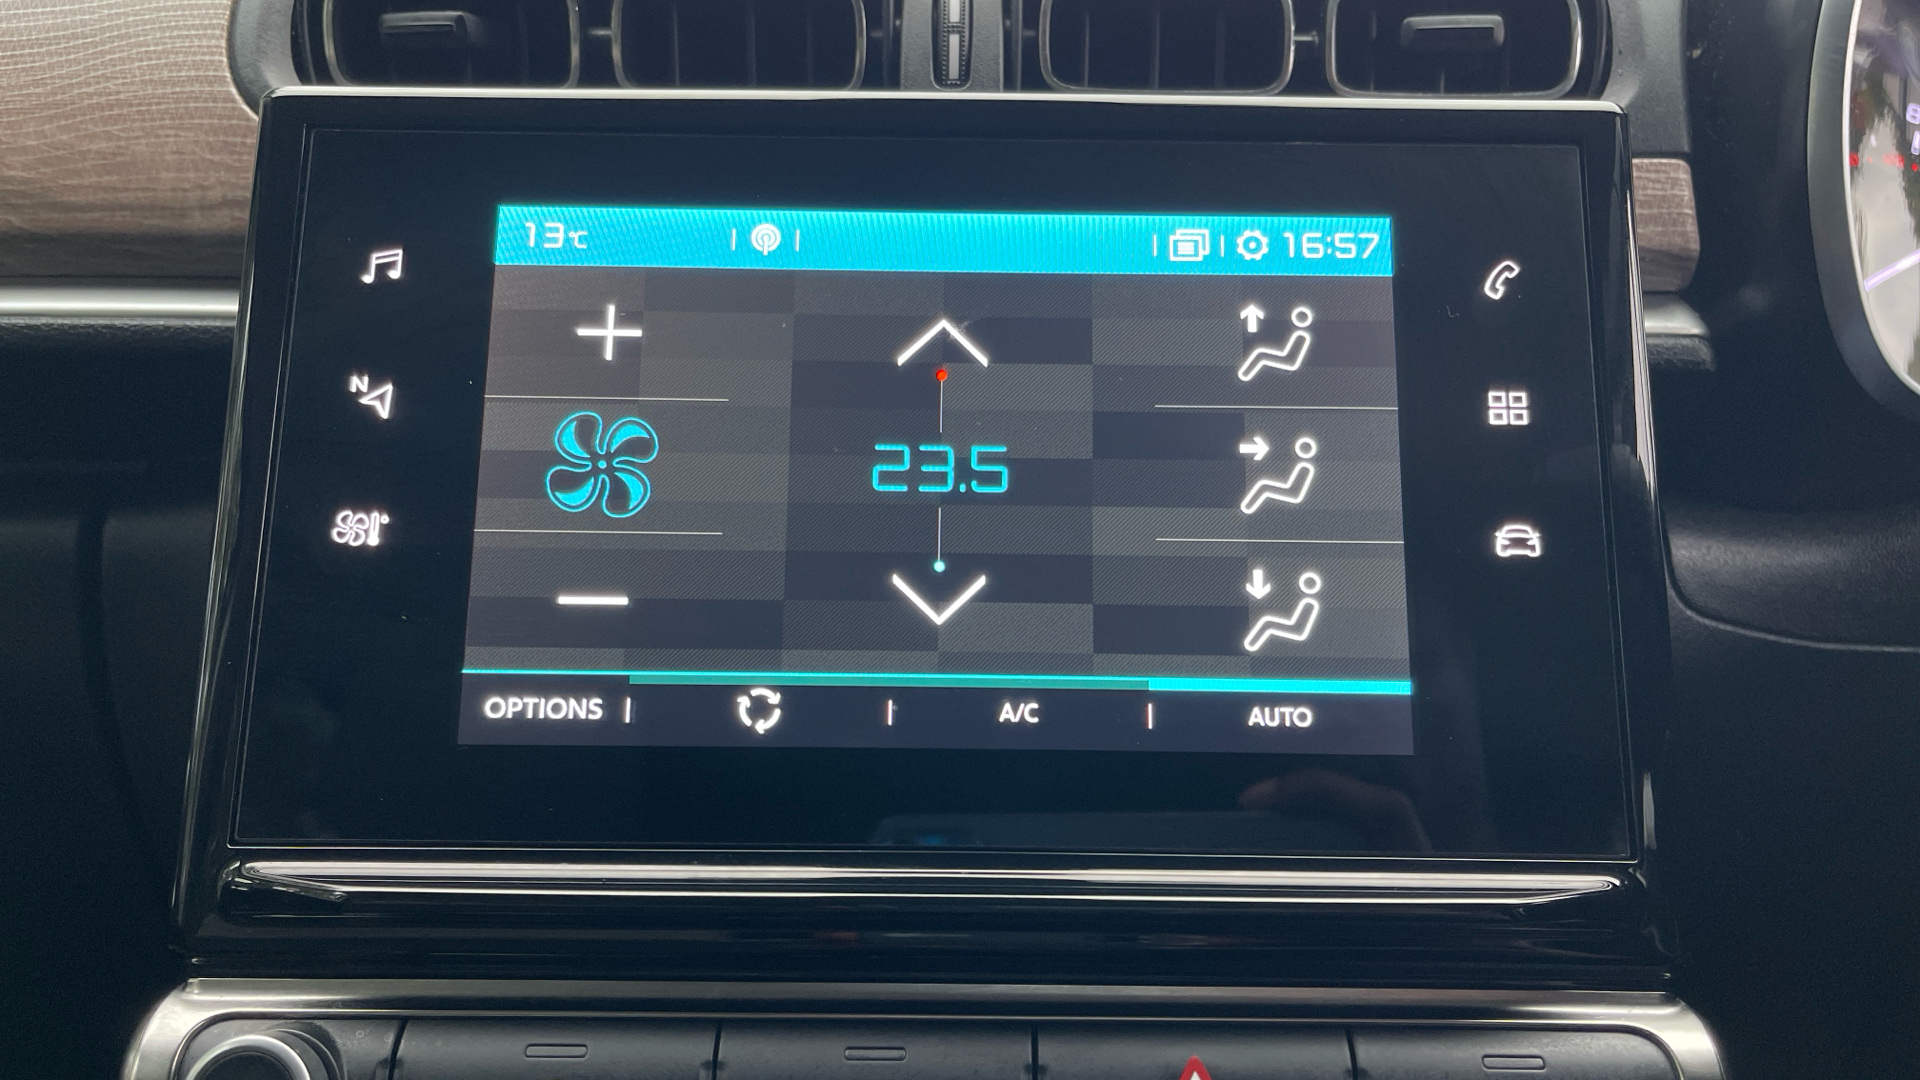 13°C
16:57
N
23.5
OPTIONS
A/C
AUTO